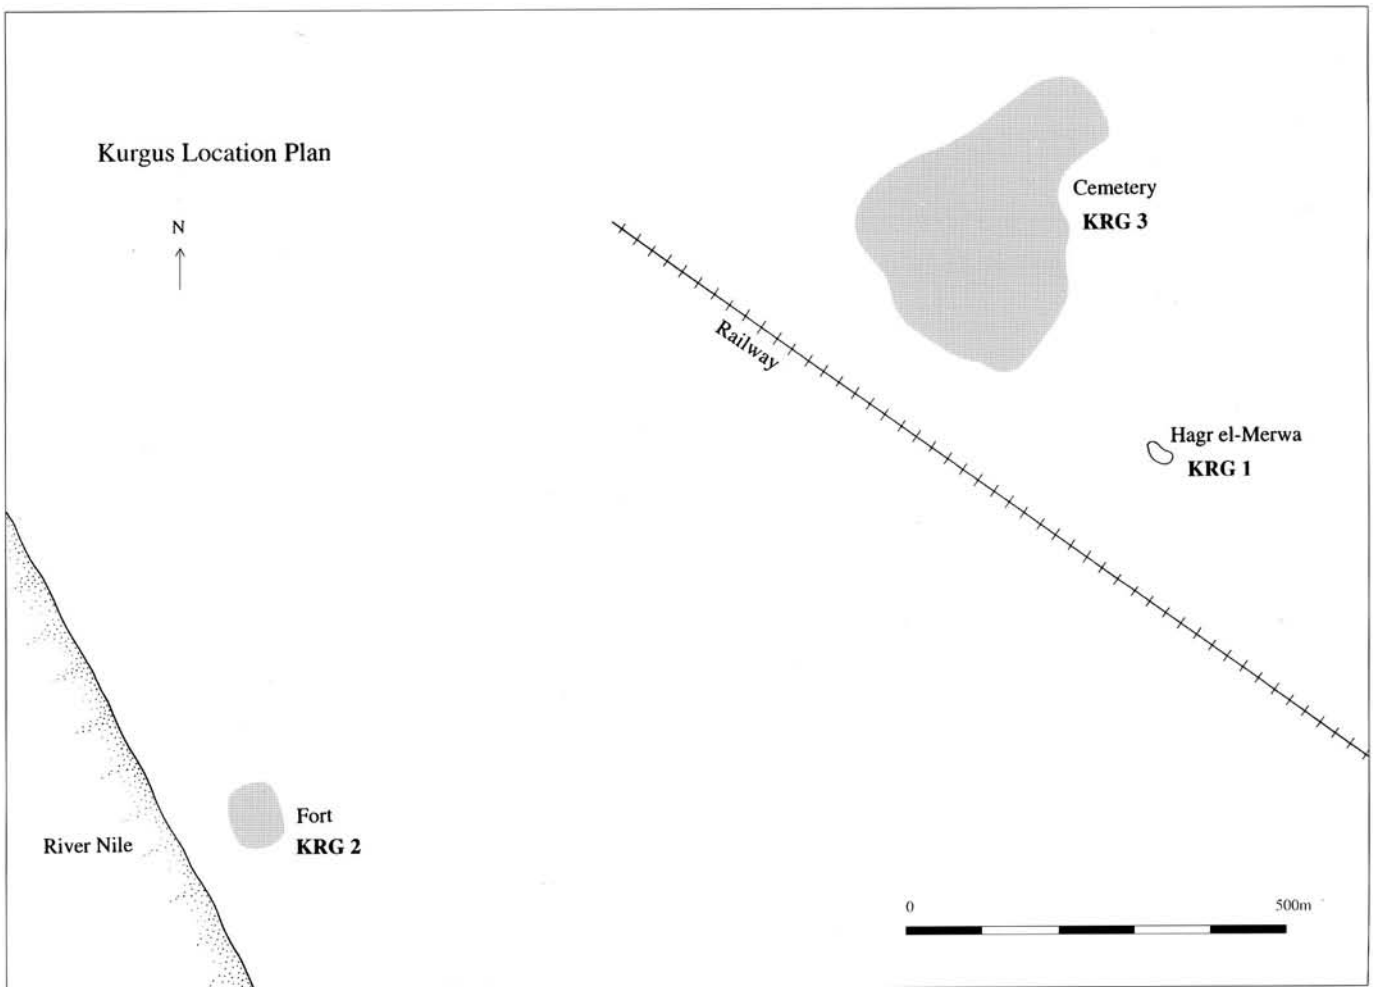 Kurgus Location Plan
N
Cemetery
KRG 3
Railway
Hagr el-Merwa
KRG 1
Fort
KRG 2
River Nile
0 500m